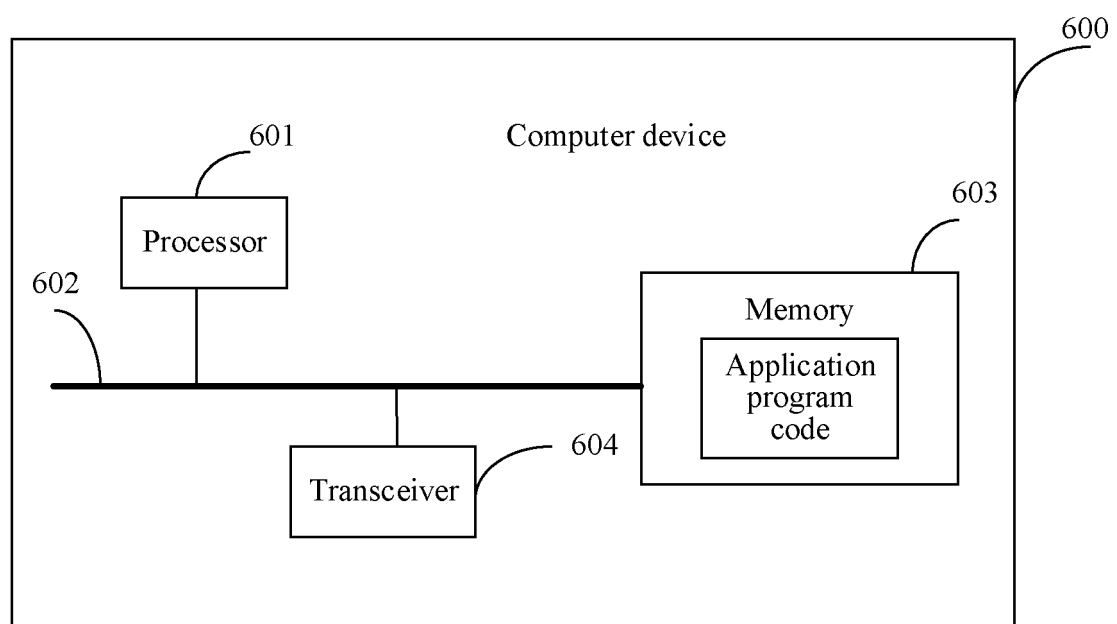 600
Computer device
601
Processor
603
602
Memory
Application
program
code
604
Transceiver